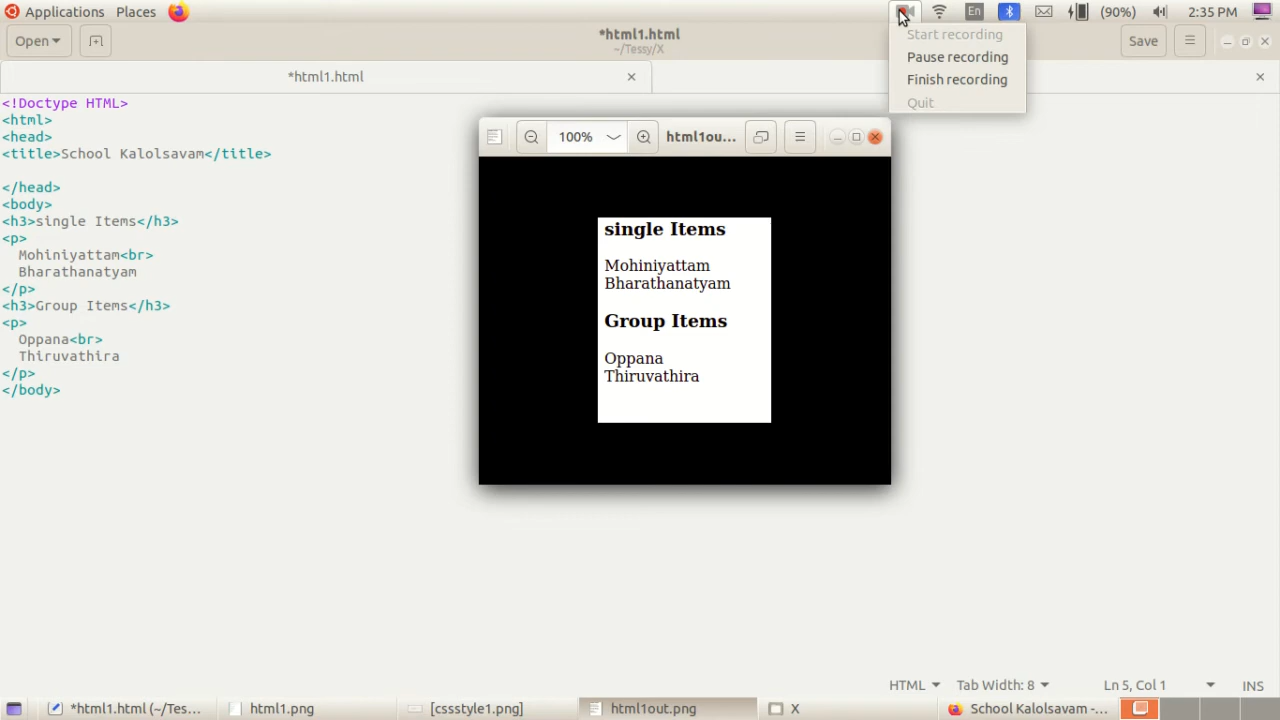 Applications Places En (90%) 2:35 PM
Open *html1.html Save
~/Tessy/X
Start recording
Pause recording
Finish recording
Quit
*html1.html
<!Doctype HTML>
<html>
<head>
<title>School Kalolsavam</title>
</head>
<body>
<h3>single Items</h3>
<p>
Mohiniyattam<br>
Bharathanatyam
</p>
<h3>Group Items</h3>
<p>
Oppana<br>
Thiruvathira
</p>
</body>
100% html1ou...
single Items
Mohiniyattam
Bharathanatyam
Group Items
Oppana
Thiruvathira
HTML Tab Width: 8 Ln 5, Col 1 INS
*html1.html (~/Tess... html1.png [cssstyle1.png] html1out.png X School Kalolsavam -...